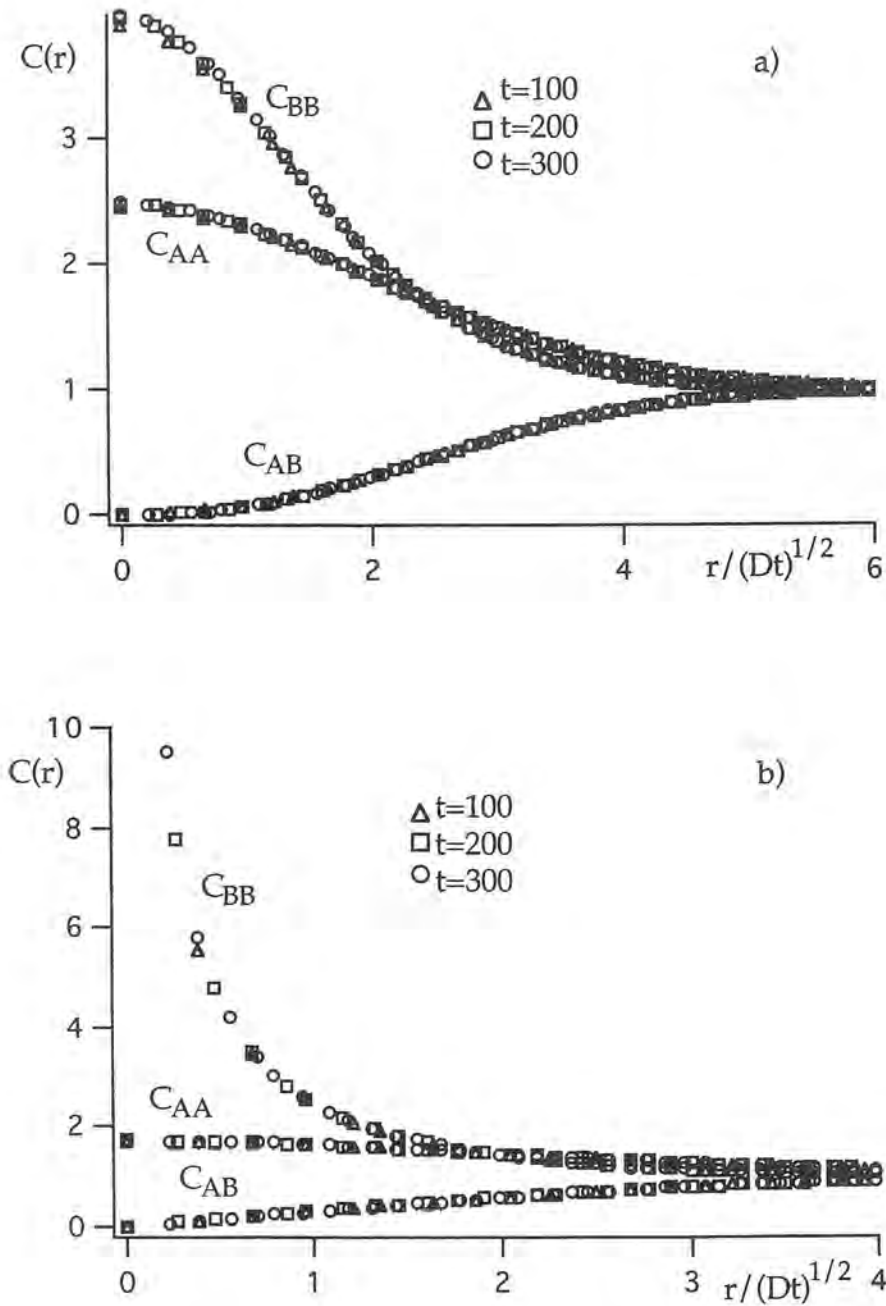 C(r)
a)
C_BB
△ t=100
□ t=200
○ t=300
3
C_AA
2
1
C_AB
0
0 2 4 6
r/(Dt)^1/2
10
C(r)
b)
△ t=100
□ t=200
○ t=300
8
C_BB
6
4
C_AA
2
C_AB
0
0 1 2 3 4
r/(Dt)^1/2